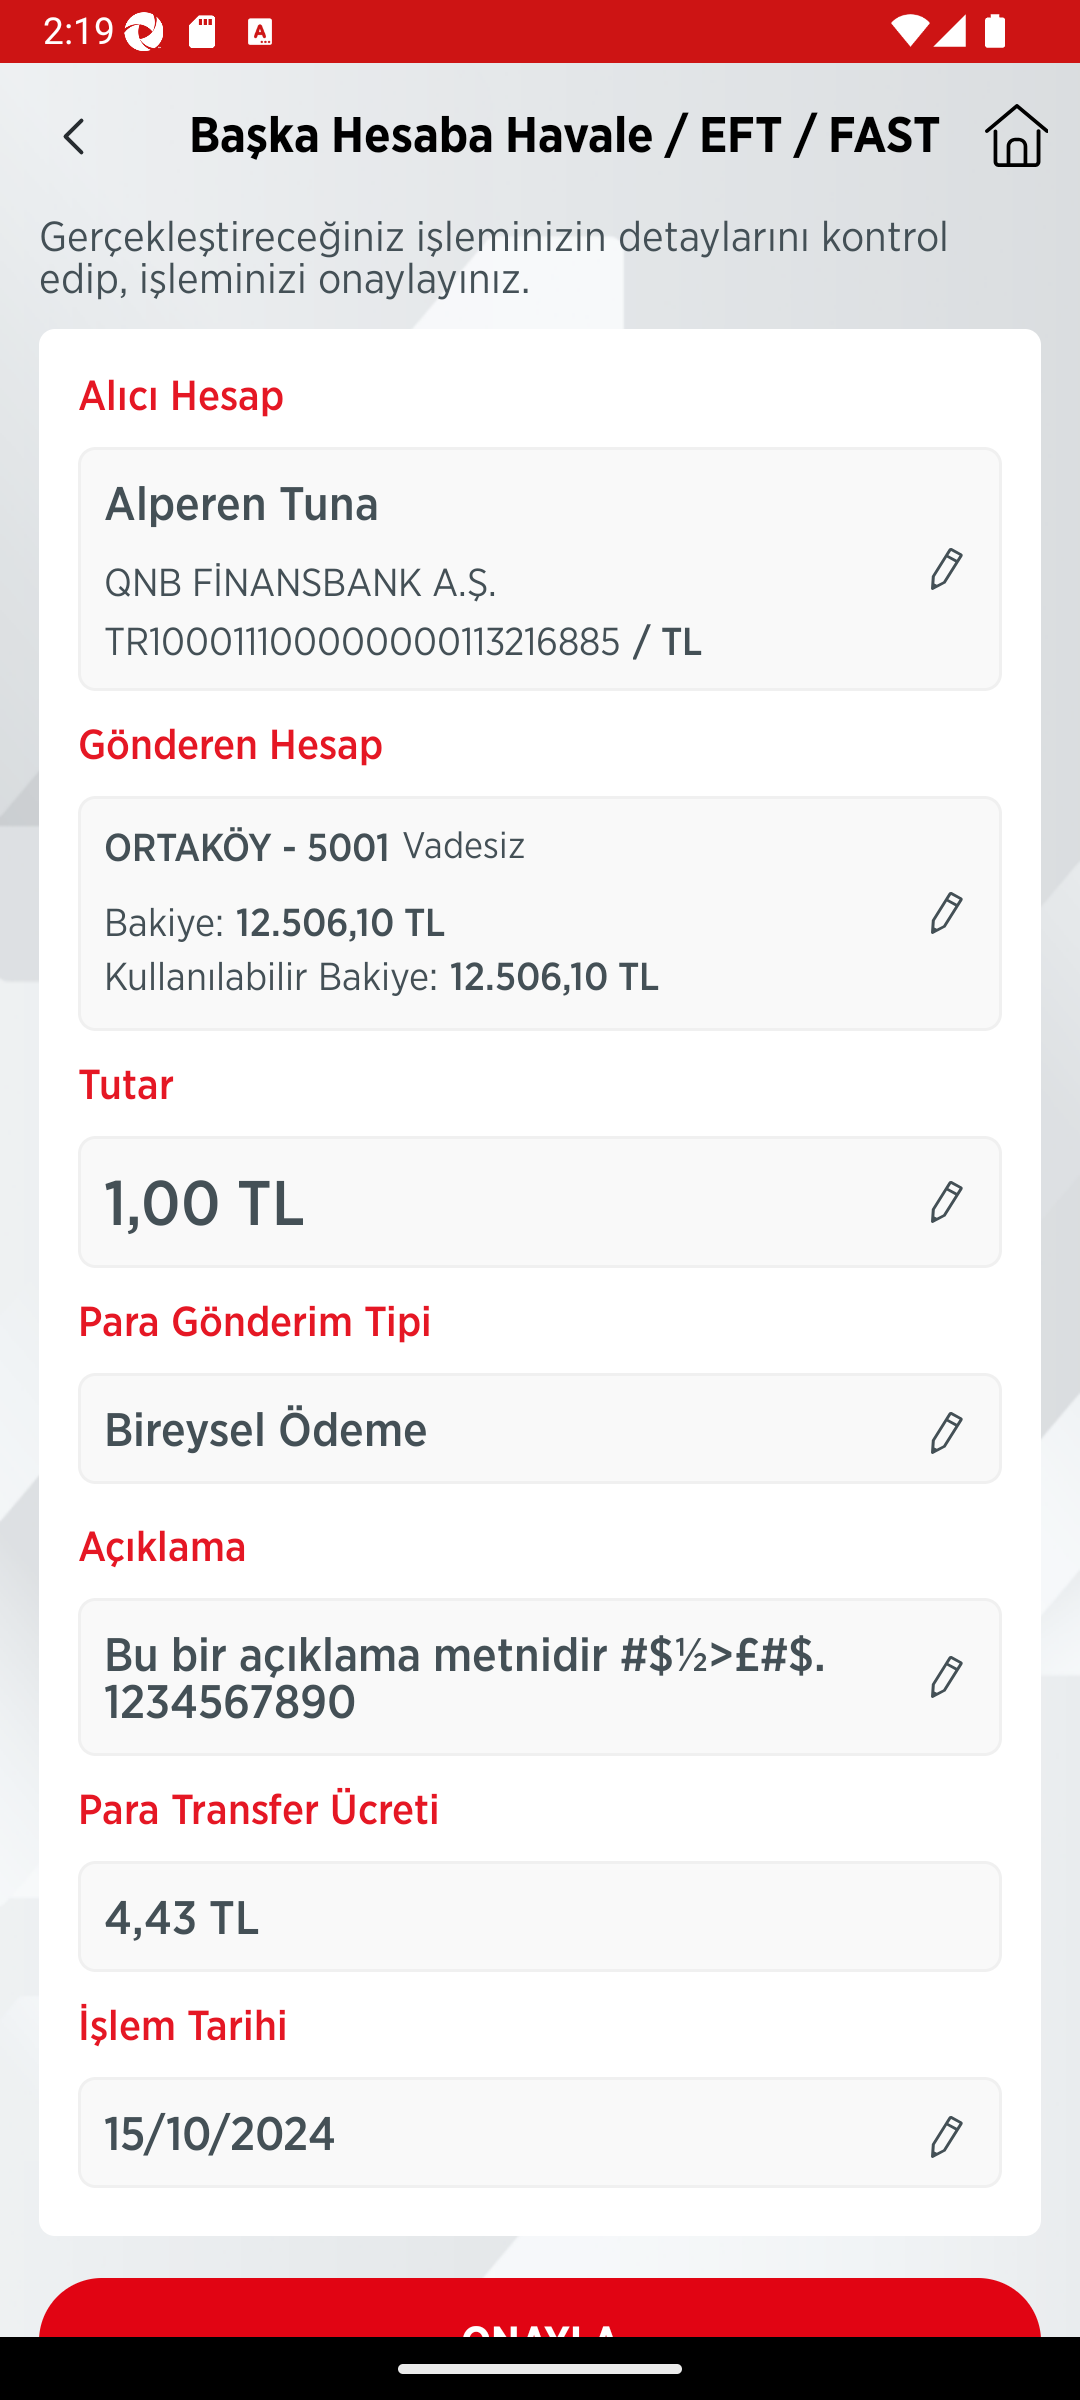 2:19
Başka Hesaba Havale / EFT / FAST
Gerçekleştireceğiniz işleminizin detaylarını kontrol
edip, işleminizi onaylayınız.
Alıcı Hesap
Alperen Tuna
QNB FİNANSBANK A.Ş.
TR100011100000000113216885 / TL
Gönderen Hesap
ORTAKÖY - 5001 Vadesiz
Bakiye: 12.506,10 TL
Kullanılabilir Bakiye: 12.506,10 TL
Tutar
1,00 TL
Para Gönderim Tipi
Bireysel Ödeme
Açıklama
Bu bir açıklama metnidir #$½>£#$.
1234567890
Para Transfer Ücreti
4,43 TL
İşlem Tarihi
15/10/2024
ONAYLA